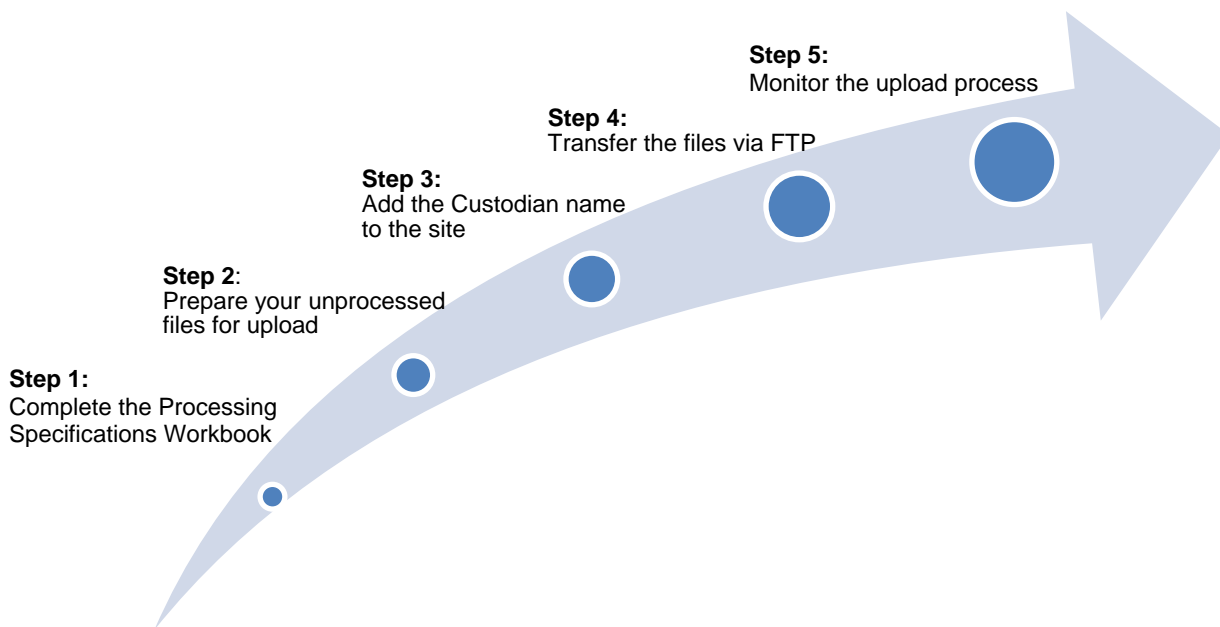 Step 1:
Complete the Processing
Specifications Workbook
Step 2:
Prepare your unprocessed
files for upload
Step 3:
Add the Custodian name
to the site
Step 4:
Transfer the files via FTP
Step 5:
Monitor the upload process